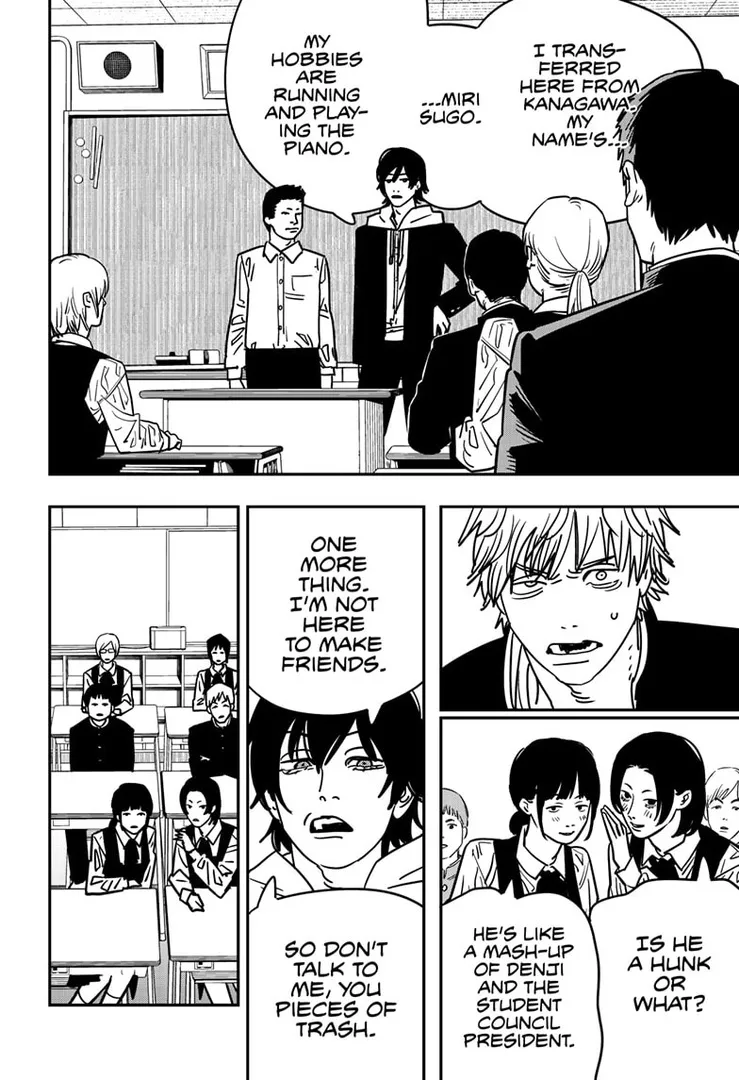 I TRANS-
FERRED
HERE FROM
KANAGAWA.
MY
NAME'S...
...MIRI
SUGO.
MY
HOBBIES
ARE
RUNNING
AND PLAY-
ING THE
PIANO.
IS HE
A HUNK
OR
WHAT?
HE'S LIKE
A MASH-UP
OF DENJI
AND THE
STUDENT
COUNCIL
PRESIDENT.
ONE
MORE
THING.
I'M NOT
HERE
TO MAKE
FRIENDS.
SO DON'T
TALK TO
ME, YOU
PIECES OF
TRASH.